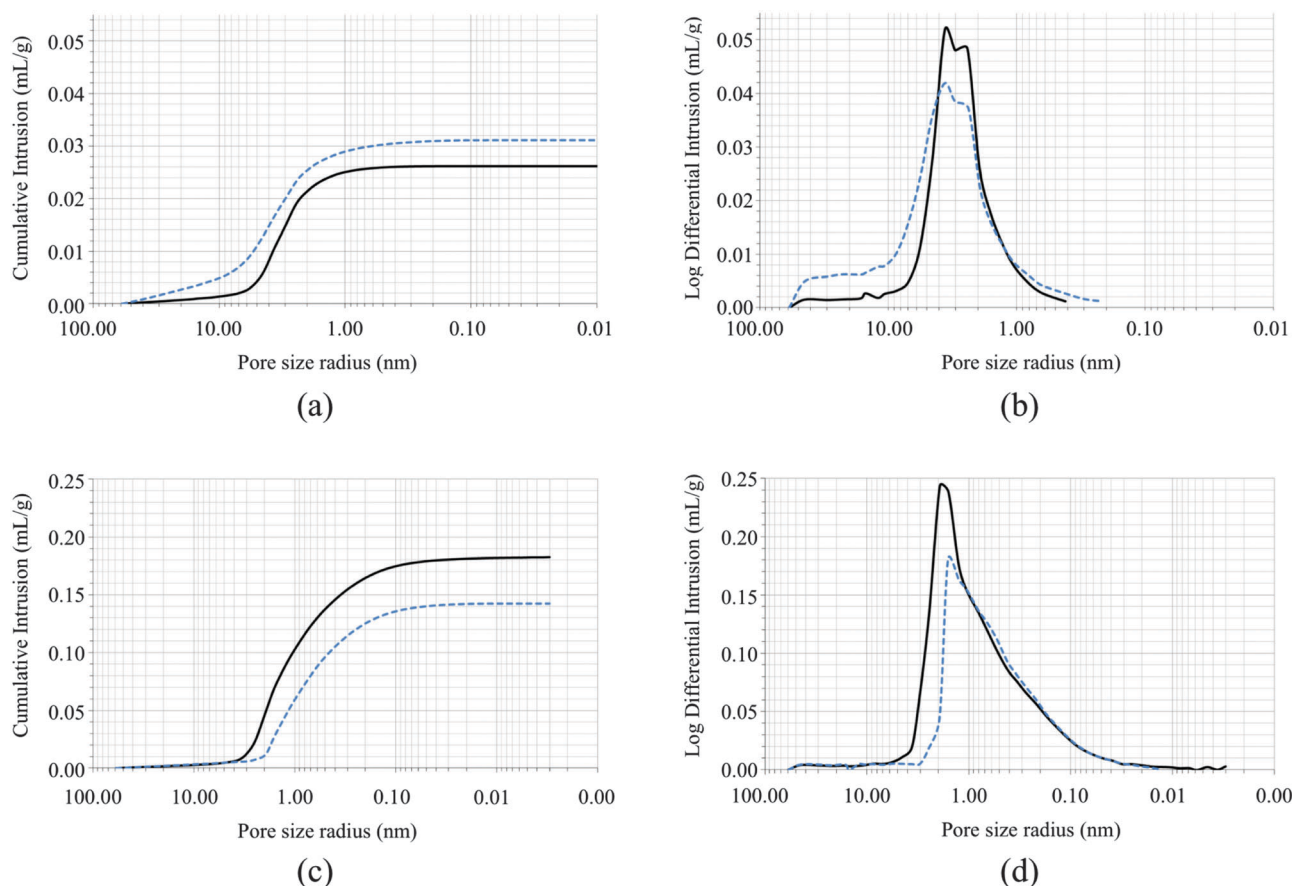 Cumulative Intrusion (mL/g)
0.05
0.04
0.03
0.02
0.01
0.00
100.00 10.00 1.00 0.10 0.01
Pore size radius (nm)
(a)
Log Differential Intrusion (mL/g)
0.05
0.04
0.03
0.02
0.01
0.00
100.00 10.00 1.00 0.10 0.01
Pore size radius (nm)
(b)
Cumulative Intrusion (mL/g)
0.25
0.20
0.15
0.10
0.05
0.00
100.00 10.00 1.00 0.10 0.01 0.00
Pore size radius (nm)
(c)
Log Differential Intrusion (mL/g)
0.25
0.20
0.15
0.10
0.05
0.00
100.00 10.00 1.00 0.10 0.01 0.00
Pore size radius (nm)
(d)